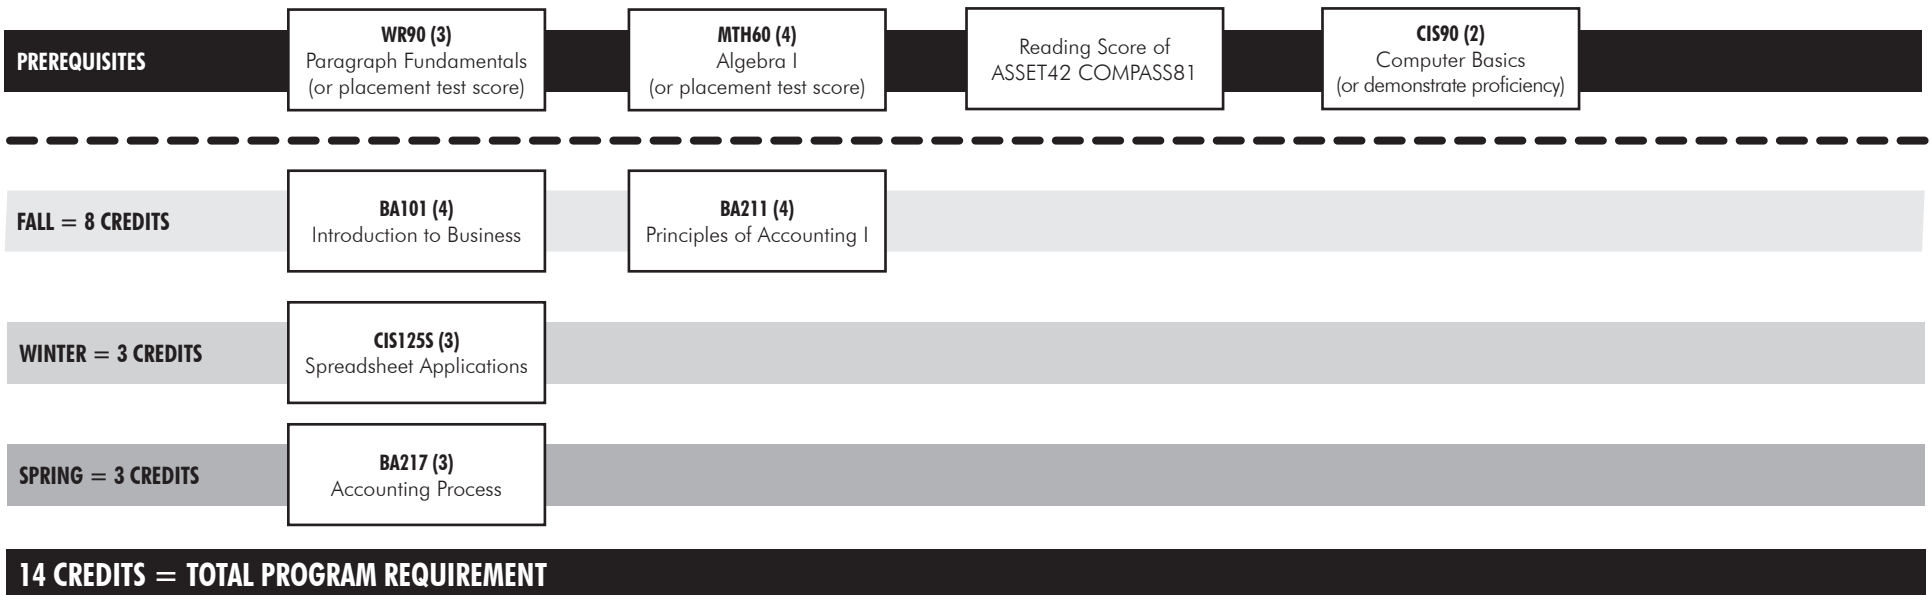 PREREQUISITES
WR90 (3)
Paragraph Fundamentals
(or placement test score)
MTH60 (4)
Algebra I
(or placement test score)
Reading Score of
ASSET42 COMPASS81
CIS90 (2)
Computer Basics
(or demonstrate proficiency)
FALL = 8 CREDITS
BA101 (4)
Introduction to Business
BA211 (4)
Principles of Accounting I
WINTER = 3 CREDITS
CIS125S (3)
Spreadsheet Applications
SPRING = 3 CREDITS
BA217 (3)
Accounting Process
14 CREDITS = TOTAL PROGRAM REQUIREMENT